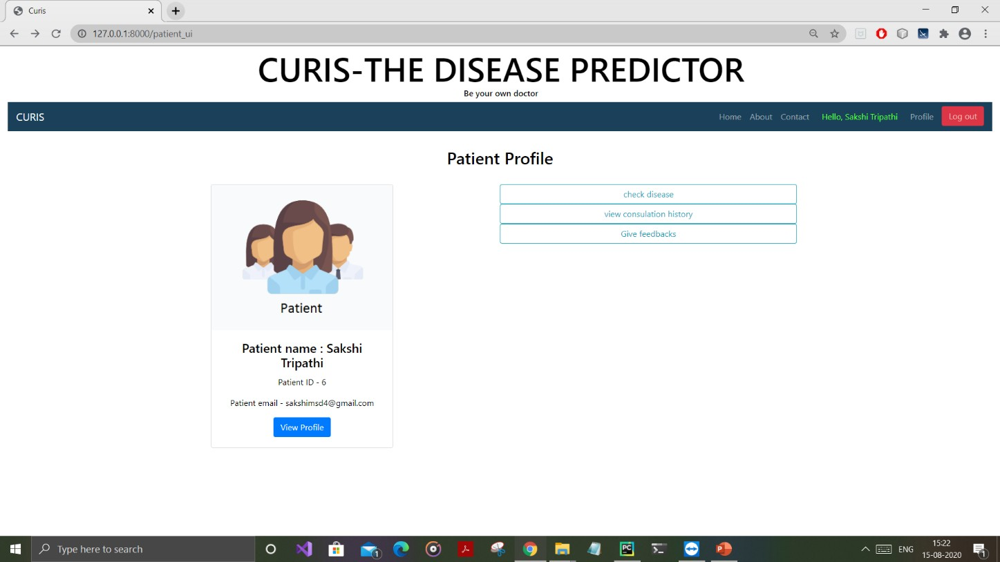 Curis
127.0.0.1:8000/patient_ui
CURIS-THE DISEASE PREDICTOR
Be your own doctor
CURIS
Home About Contact Hello, Sakshi Tripathi Profile Log out
Patient Profile
Patient
Patient name : Sakshi
Tripathi
Patient ID - 6
Patient email - sakshimsd4@gmail.com
View Profile
check disease
view consulation history
Give feedbacks
Type here to search
1
PC
P
ENG
15:22
15-08-2020
1